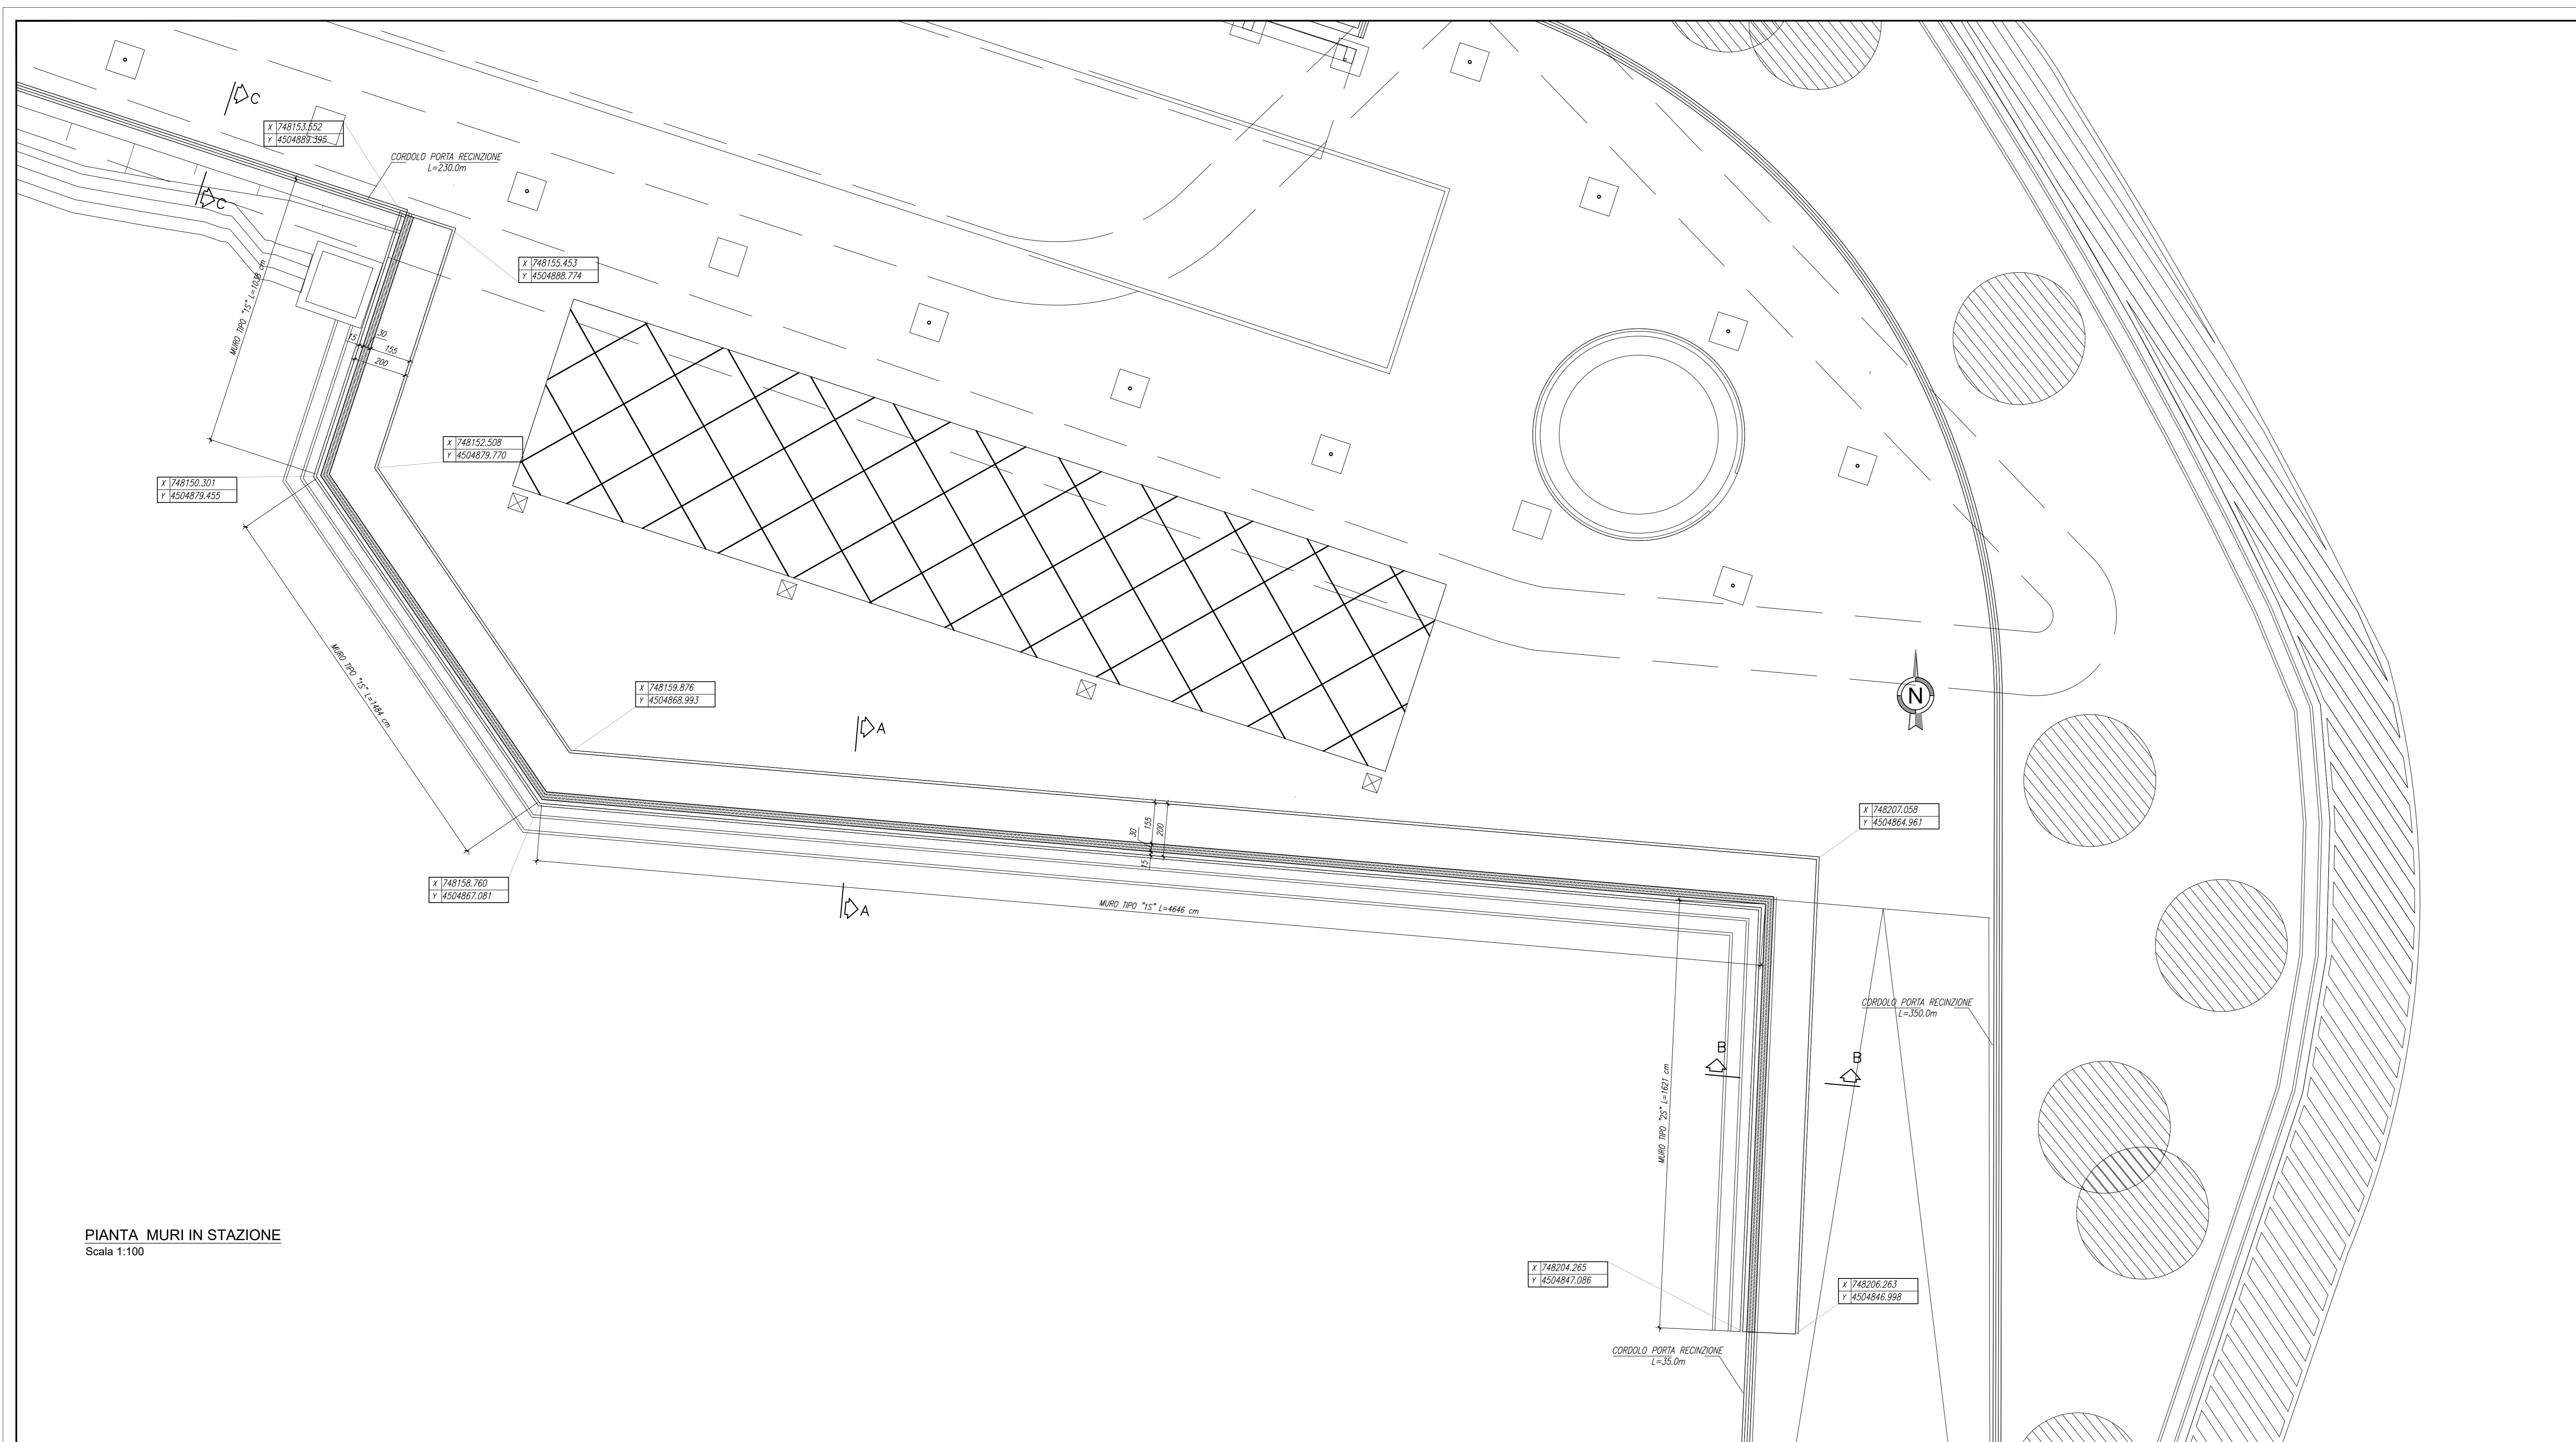 C
X 748153.552
Y 4504889.395
CORDOLO PORTA RECINZIONE
L=230.0m
C
X 748155.453
Y 4504888.774
MURO TIPO "1S" L=1038 cm
15
30
155
200
X 748152.508
Y 4504879.770
X 748150.301
Y 4504879.455
MURO TIPO "1S" L=1484 cm
X 748159.876
Y 4504868.993
A
N
X 748207.058
Y 4504864.961
30
155
200
15
X 748158.760
Y 4504867.081
A
MURO TIPO "1S" L=4646 cm
CORDOLO PORTA RECINZIONE
L=350.0m
B
B
MURO TIPO "2S" L=1621 cm
PIANTA MURI IN STAZIONE
Scala 1:100
X 748204.265
Y 4504847.086
X 748206.263
Y 4504846.998
CORDOLO PORTA RECINZIONE
L=35.0m